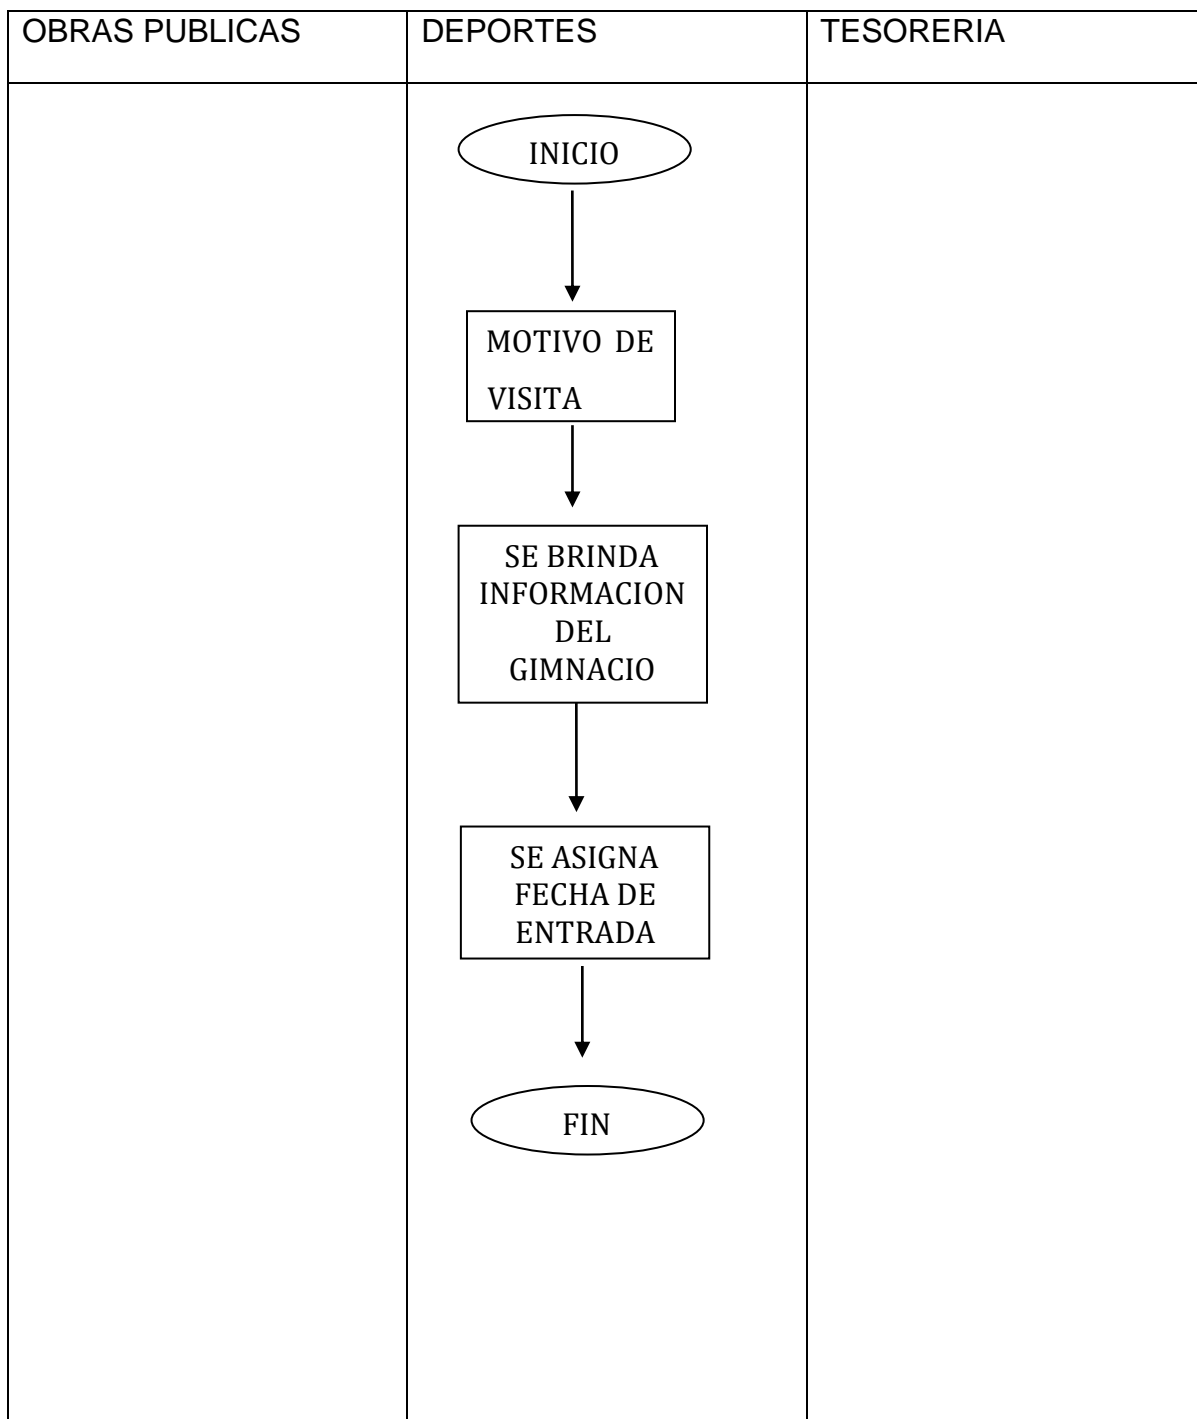 OBRAS PUBLICAS
DEPORTES
TESORERIA
INICIO
MOTIVO DE
VISITA
SE BRINDA
INFORMACION
DEL
GIMNACIO
SE ASIGNA
FECHA DE
ENTRADA
FIN